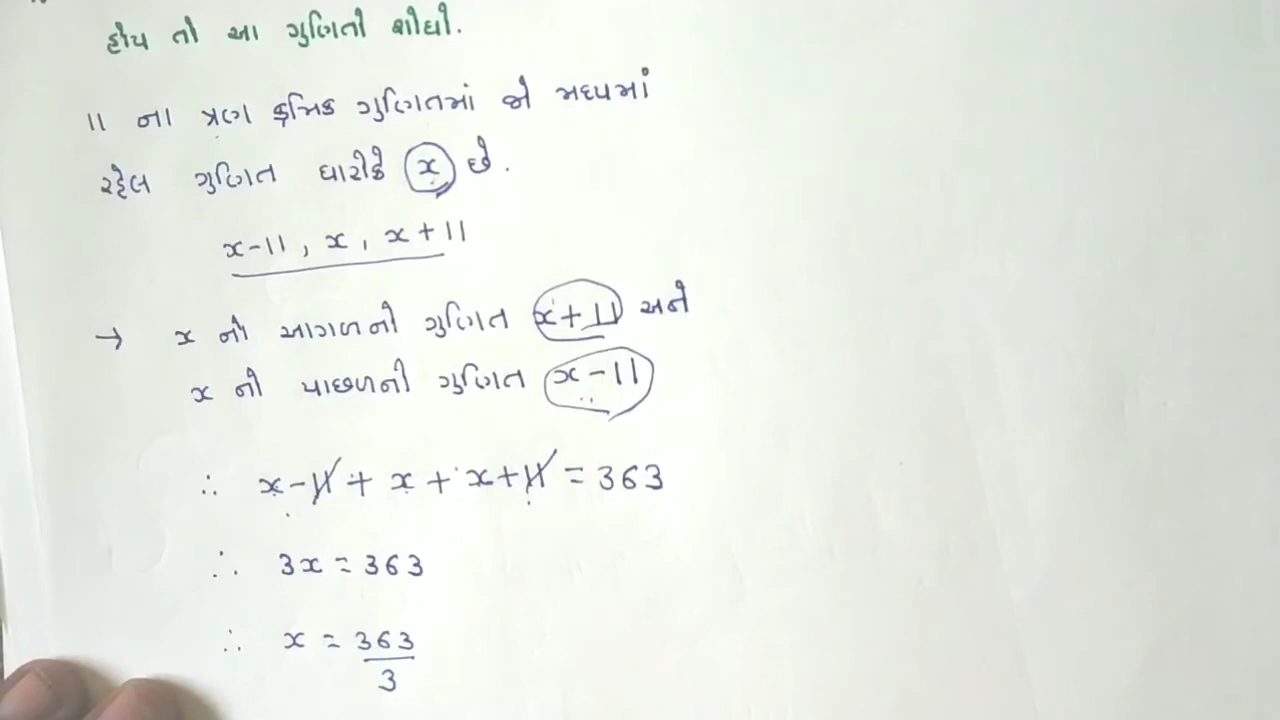 હોય તો આ ગુણિતો શોધો.
11 ના ત્રણ ક્રમિક ગુણિતમાં જો મધ્યમાં
રહેલ ગુણિત ધારોકે x છે.
x-11, x, x+11
→ x નો આગળનો ગુણિત x+11 અને
x નો પાછળનો ગુણિત x-11
∴ x-11+x+x+11=363
∴ 3x=363
∴ x = 363/3